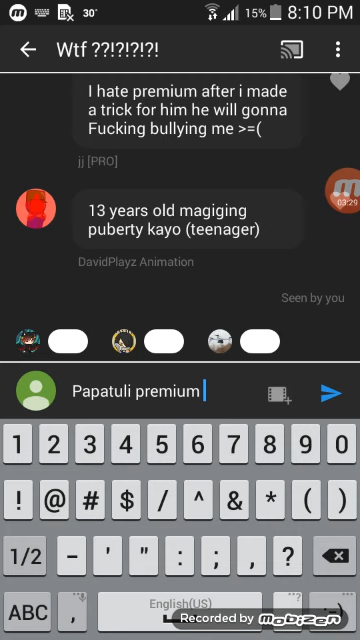 30° 15% 8:10 PM
Wtf ??!?!?!?!
I hate premium after i made
a trick for him he will gonna
Fucking bullying me >=(
jj [PRO]
03:29
13 years old magiging
puberty kayo (teenager)
DavidPlayz Animation
Seen by you
Papatuli premium
1 2 3 4 5 6 7 8 9 0
! @ # $ / ^ & * ( )
1/2 - ' " : ; , ?
ABC , English(US) :-)
Recorded by mobizen